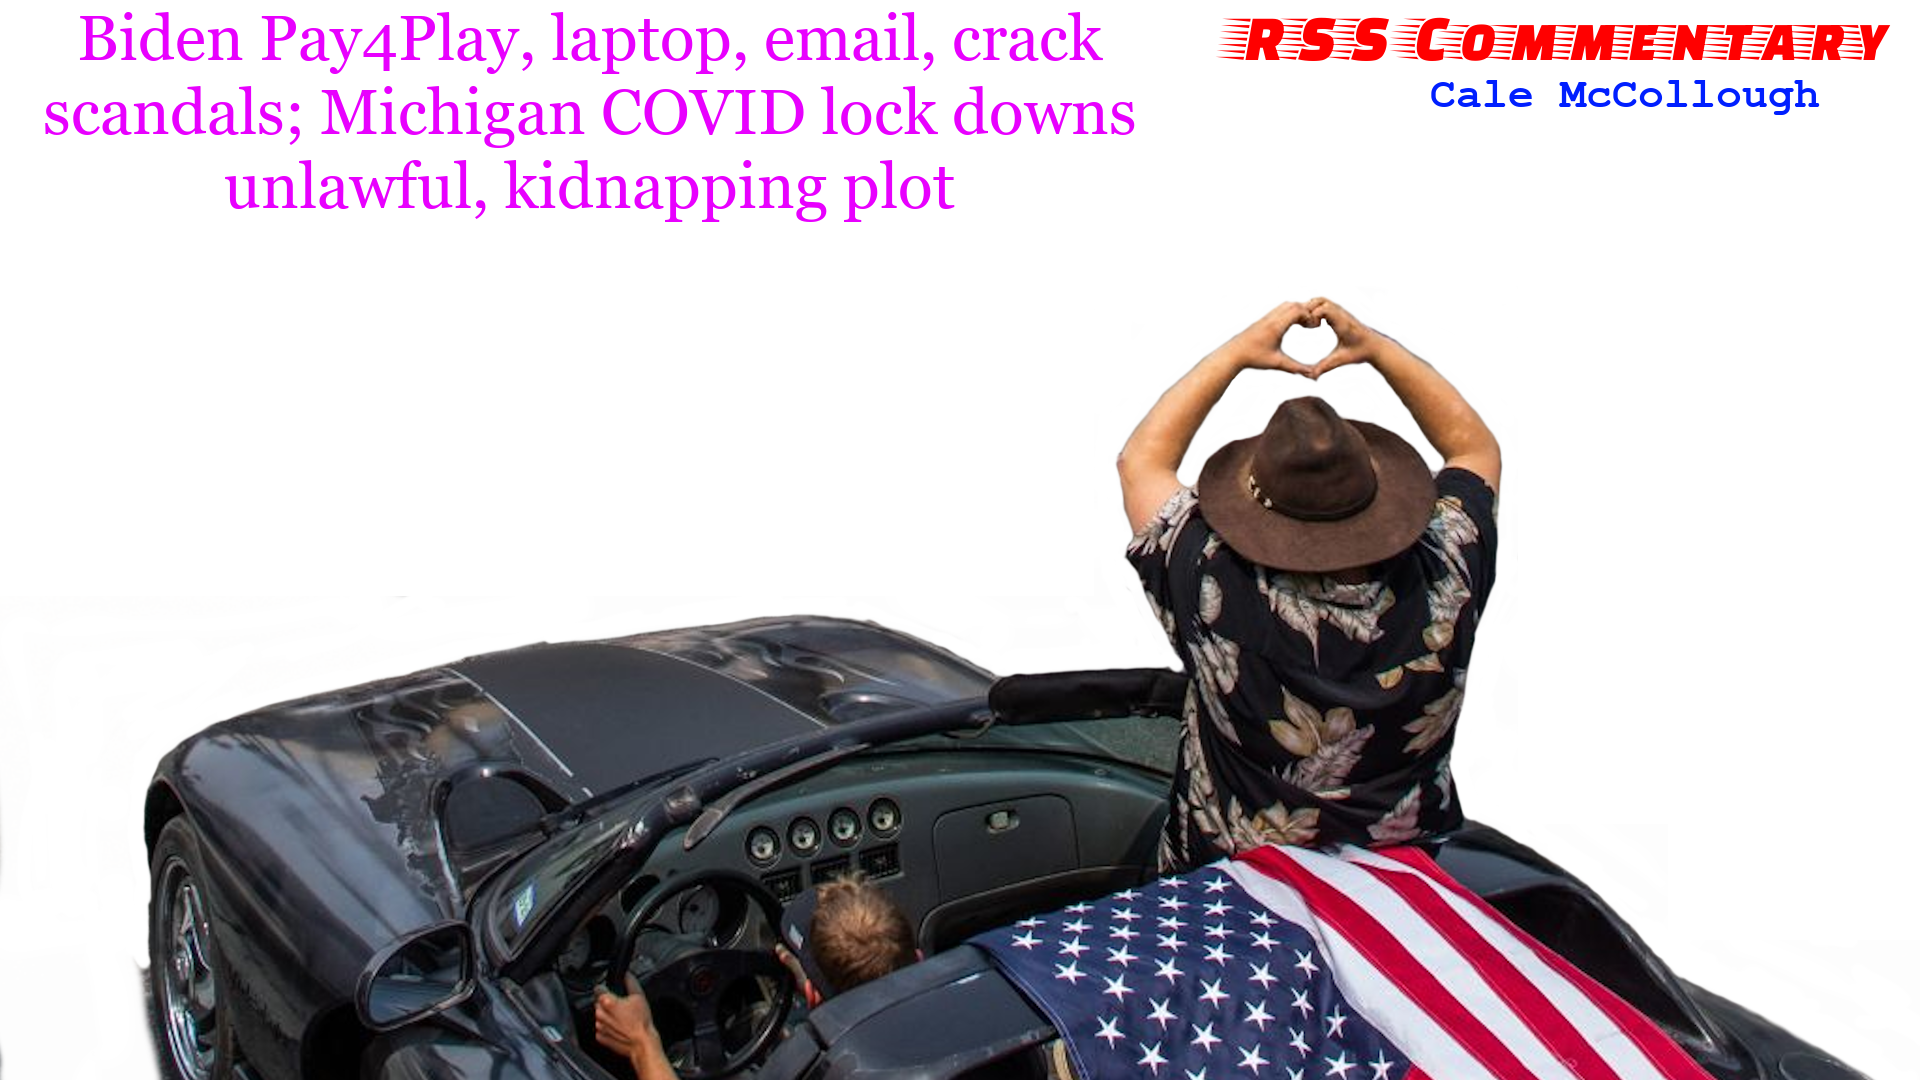 Biden Pay4Play, laptop, email, crack
scandals; Michigan COVID lock downs
unlawful, kidnapping plot
RSS Commentary
Cale McCollough